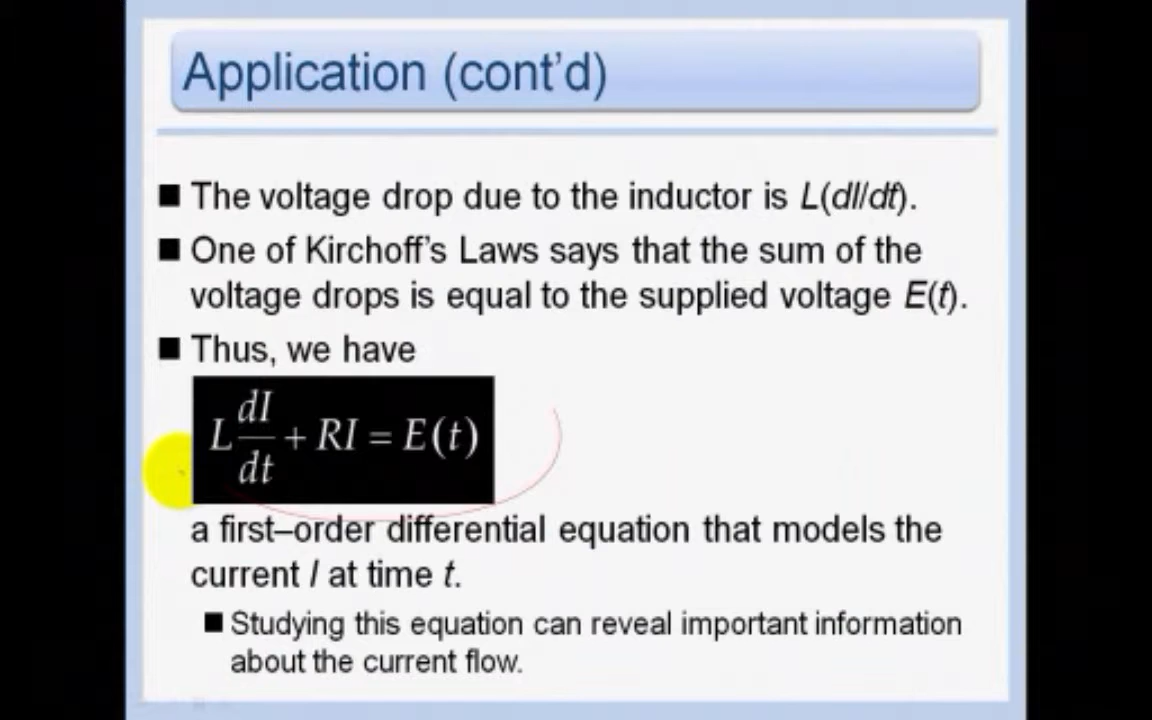 Application (cont'd)
■ The voltage drop due to the inductor is L(dI/dt).
■ One of Kirchoff's Laws says that the sum of the
voltage drops is equal to the supplied voltage E(t).
■ Thus, we have
L dI/dt + RI = E(t)
a first–order differential equation that models the
current I at time t.
■ Studying this equation can reveal important information
about the current flow.